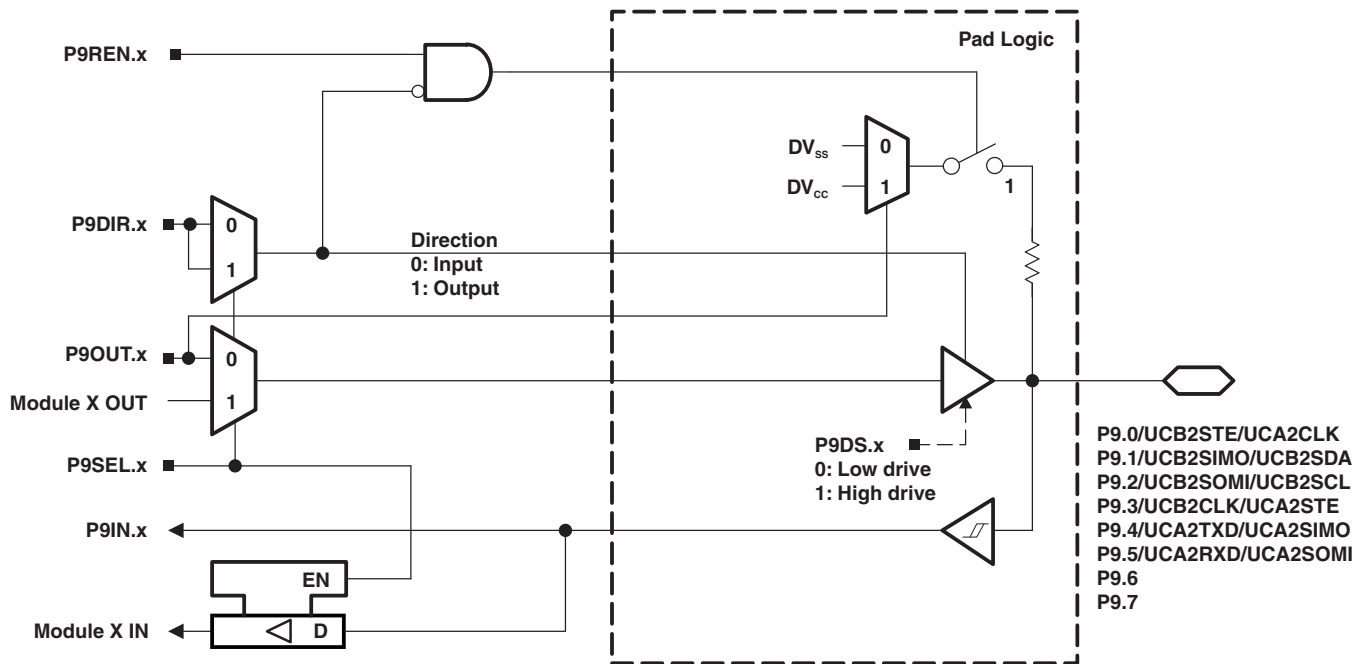 Pad Logic
P9REN.x
DVSS
0
DVCC
1
1
P9DIR.x
0
1
Direction
0: Input
1: Output
P9OUT.x
0
Module X OUT
1
P9DS.x
0: Low drive
1: High drive
P9SEL.x
P9IN.x
EN
Module X IN
D
P9.0/UCB2STE/UCA2CLK
P9.1/UCB2SIMO/UCB2SDA
P9.2/UCB2SOMI/UCB2SCL
P9.3/UCB2CLK/UCA2STE
P9.4/UCA2TXD/UCA2SIMO
P9.5/UCA2RXD/UCA2SOMI
P9.6
P9.7